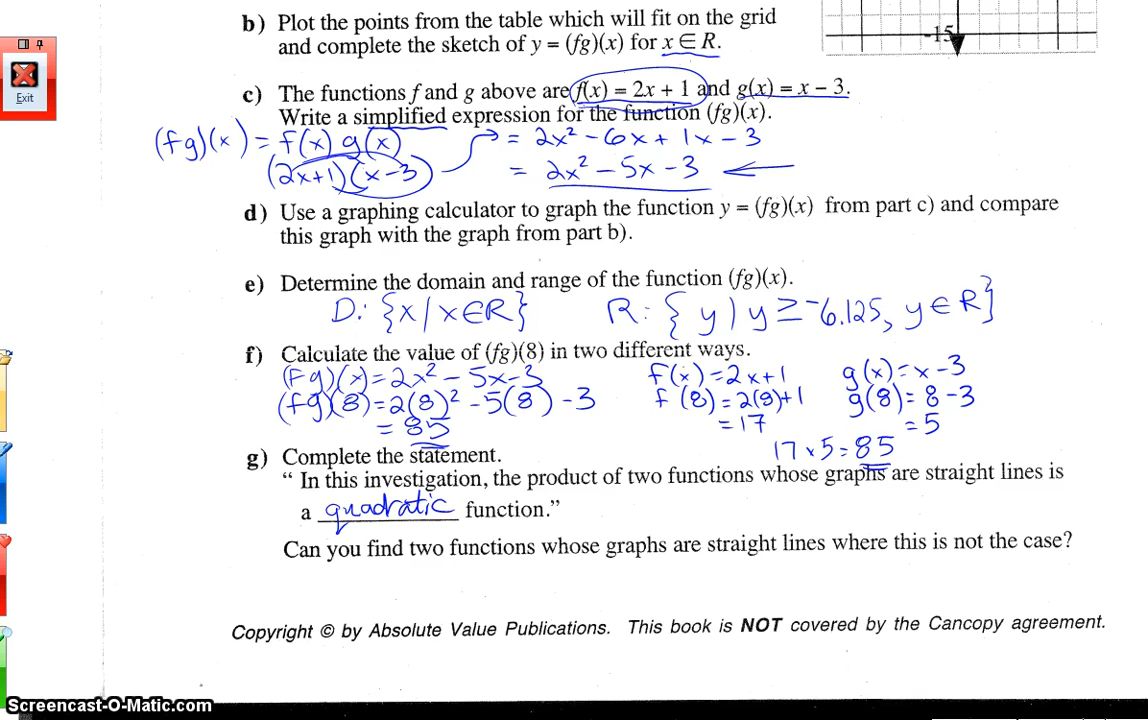 b) Plot the points from the table which will fit on the grid
and complete the sketch of y = (fg)(x) for x ∈ R.
-15
Exit
c) The functions f and g above are f(x) = 2x + 1 and g(x) = x – 3.
Write a simplified expression for the function (fg)(x).
(fg)(x) = f(x) g(x) = 2x² - 6x + 1x - 3
(2x+1)(x-3) = 2x² - 5x - 3
d) Use a graphing calculator to graph the function y = (fg)(x) from part c) and compare
this graph with the graph from part b).
e) Determine the domain and range of the function (fg)(x).
D: {x/x∈R} R: {y | y ≥ -6.125, y ∈ R}
f) Calculate the value of (fg)(8) in two different ways.
(fg)(x) = 2x² - 5x - 3 f(x) = 2x+1 g(x) = x-3
(fg)(8) = 2(8)² - 5(8) - 3 f(8) = 2(8)+1 g(8) = 8-3
= 85 = 17 = 5
17 × 5 = 85
g) Complete the statement.
“ In this investigation, the product of two functions whose graphs are straight lines is
a quadratic function.”
Can you find two functions whose graphs are straight lines where this is not the case?
Copyright © by Absolute Value Publications. This book is NOT covered by the Cancopy agreement.
Screencast-O-Matic.com